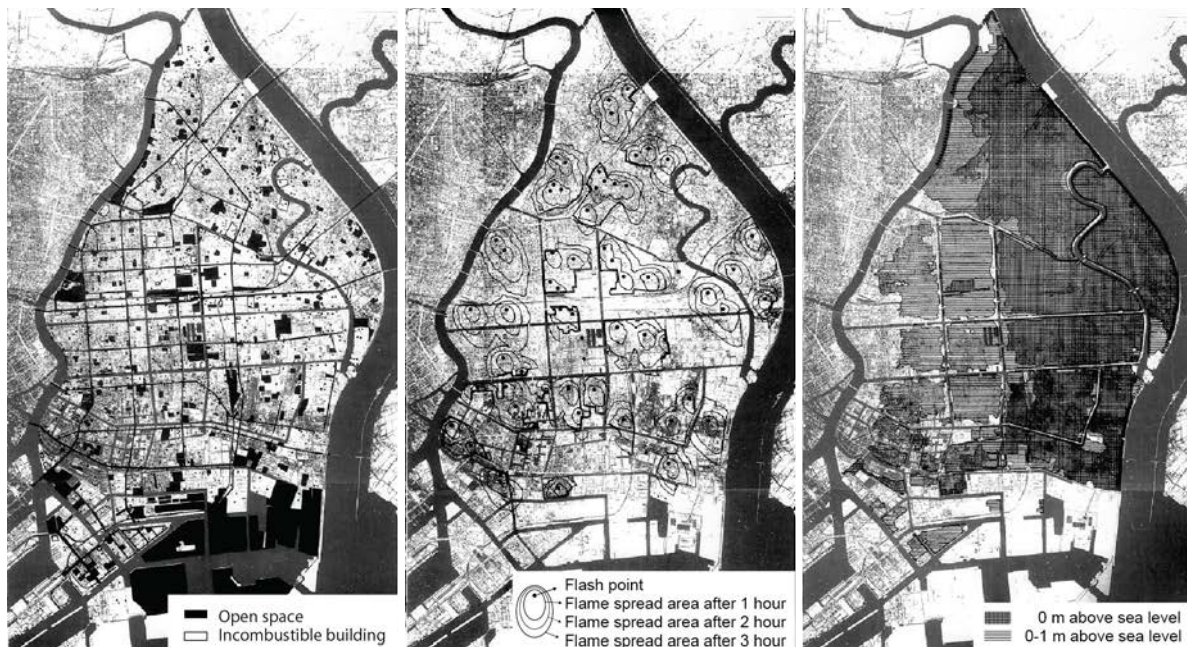 Open space
Incombustible building
Flash point
Flame spread area after 1 hour
Flame spread area after 2 hour
Flame spread area after 3 hour
0 m above sea level
0-1 m above sea level